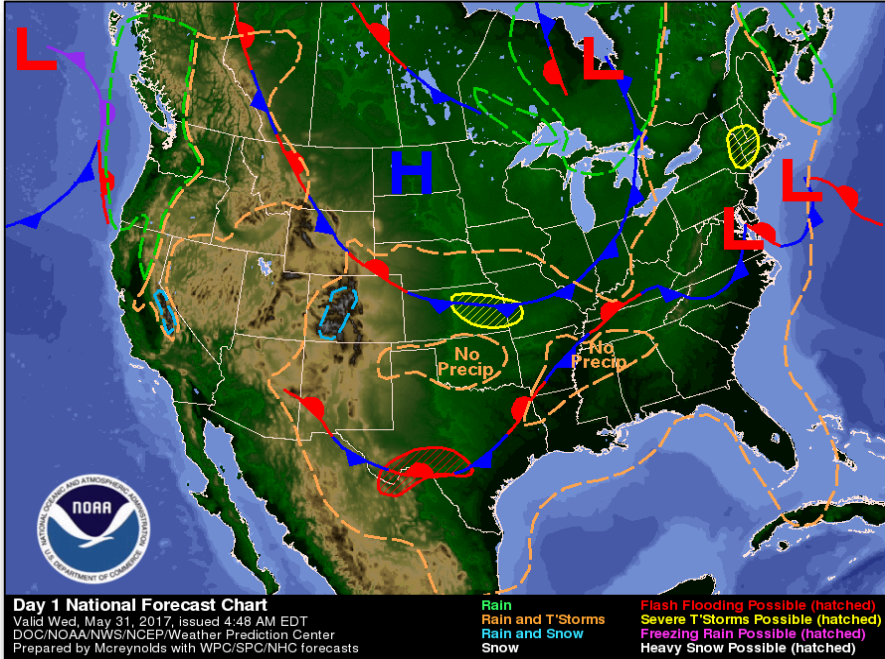 L
L
H
L
L
No
Precip
No
Precip
NATIONAL OCEANIC AND ATMOSPHERIC ADMINISTRATION
NOAA
U.S. DEPARTMENT OF COMMERCE
Day 1 National Forecast Chart
Valid Wed, May 31, 2017, issued 4:48 AM EDT
DOC/NOAA/NWS/NCEP/Weather Prediction Center
Prepared by Mcreynolds with WPC/SPC/NHC forecasts
Rain
Rain and T'Storms
Rain and Snow
Snow
Flash Flooding Possible (hatched)
Severe T'Storms Possible (hatched)
Freezing Rain Possible (hatched)
Heavy Snow Possible (hatched)